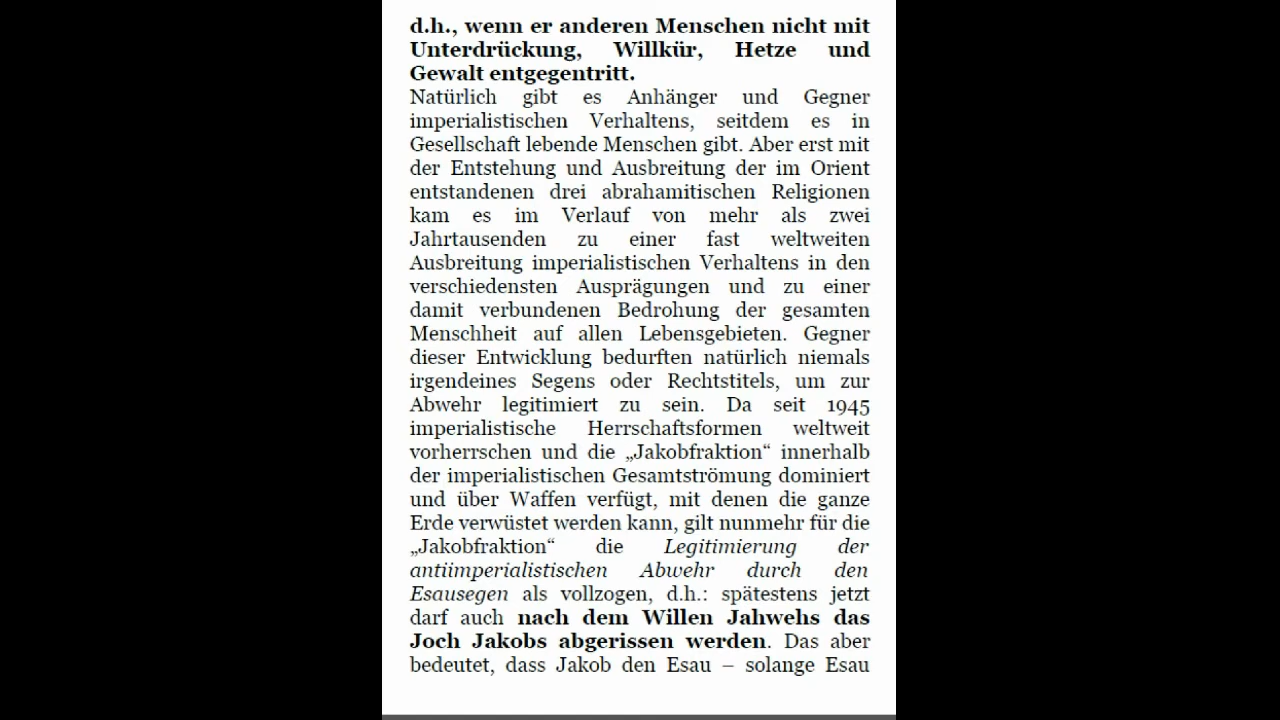 d.h., wenn er anderen Menschen nicht mit
Unterdrückung, Willkür, Hetze und
Gewalt entgegentritt.
Natürlich gibt es Anhänger und Gegner
imperialistischen Verhaltens, seitdem es in
Gesellschaft lebende Menschen gibt. Aber erst mit
der Entstehung und Ausbreitung der im Orient
entstandenen drei abrahamitischen Religionen
kam es im Verlauf von mehr als zwei
Jahrtausenden zu einer fast weltweiten
Ausbreitung imperialistischen Verhaltens in den
verschiedensten Ausprägungen und zu einer
damit verbundenen Bedrohung der gesamten
Menschheit auf allen Lebensgebieten. Gegner
dieser Entwicklung bedurften natürlich niemals
irgendeines Segens oder Rechtstitels, um zur
Abwehr legitimiert zu sein. Da seit 1945
imperialistische Herrschaftsformen weltweit
vorherrschen und die „Jakobfraktion“ innerhalb
der imperialistischen Gesamtströmung dominiert
und über Waffen verfügt, mit denen die ganze
Erde verwüstet werden kann, gilt nunmehr für die
„Jakobfraktion“ die Legitimierung der
antiimperialistischen Abwehr durch den
Esausegen als vollzogen, d.h.: spätestens jetzt
darf auch nach dem Willen Jahwehs das
Joch Jakobs abgerissen werden. Das aber
bedeutet, dass Jakob den Esau – solange Esau